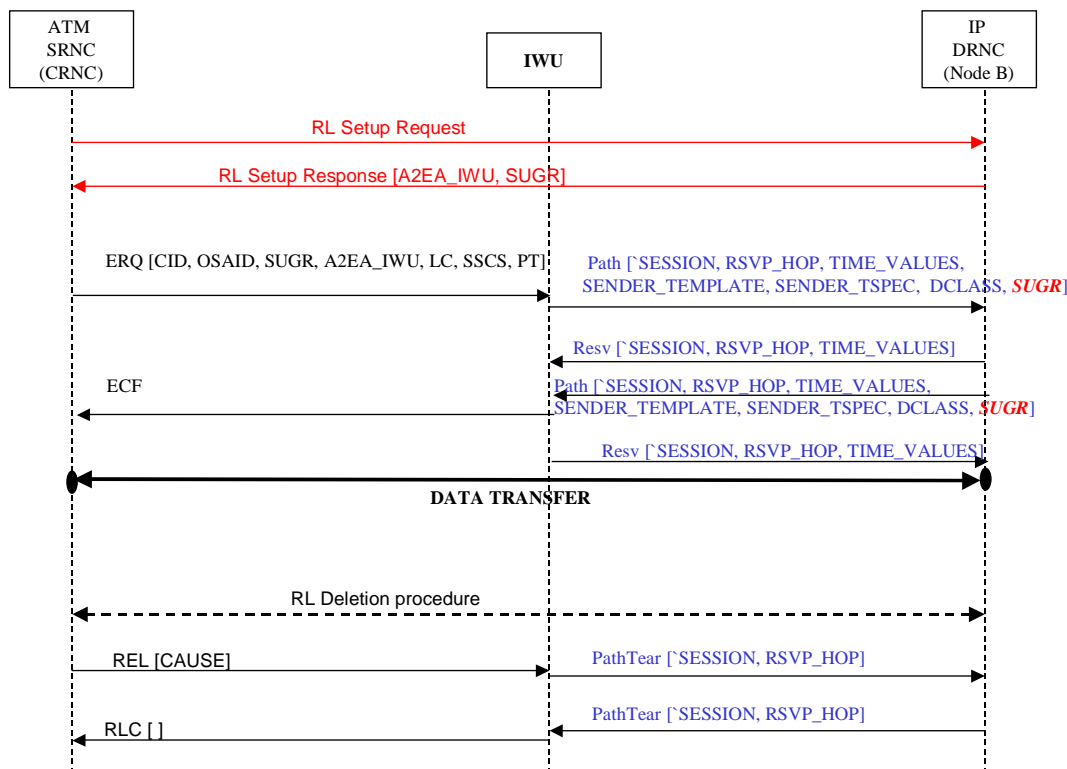 ATM
SRNC
(CRNC)
IWU
IP
DRNC
(Node B)
RL Setup Request
RL Setup Response [A2EA_IWU, SUGR]
ERQ [CID, OSAID, SUGR, A2EA_IWU, LC, SSCS, PT]
Path [`SESSION, RSVP_HOP, TIME_VALUES,
SENDER_TEMPLATE, SENDER_TSPEC, DCLASS, SUGR]
Resv [`SESSION, RSVP_HOP, TIME_VALUES]
ECF
Path [`SESSION, RSVP_HOP, TIME_VALUES,
SENDER_TEMPLATE, SENDER_TSPEC, DCLASS, SUGR]
Resv [`SESSION, RSVP_HOP, TIME_VALUES]
DATA TRANSFER
RL Deletion procedure
REL [CAUSE]
PathTear [`SESSION, RSVP_HOP]
PathTear [`SESSION, RSVP_HOP]
RLC [ ]